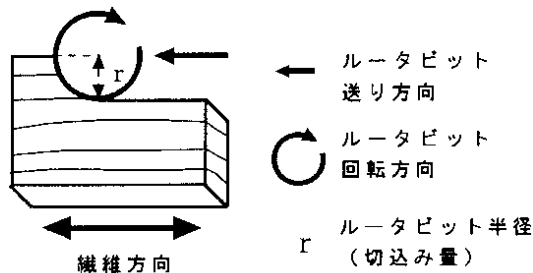 r
ルータビット
送り方向
ルータビット
回転方向
r
ルータビット半径
(切込み量)
繊維方向